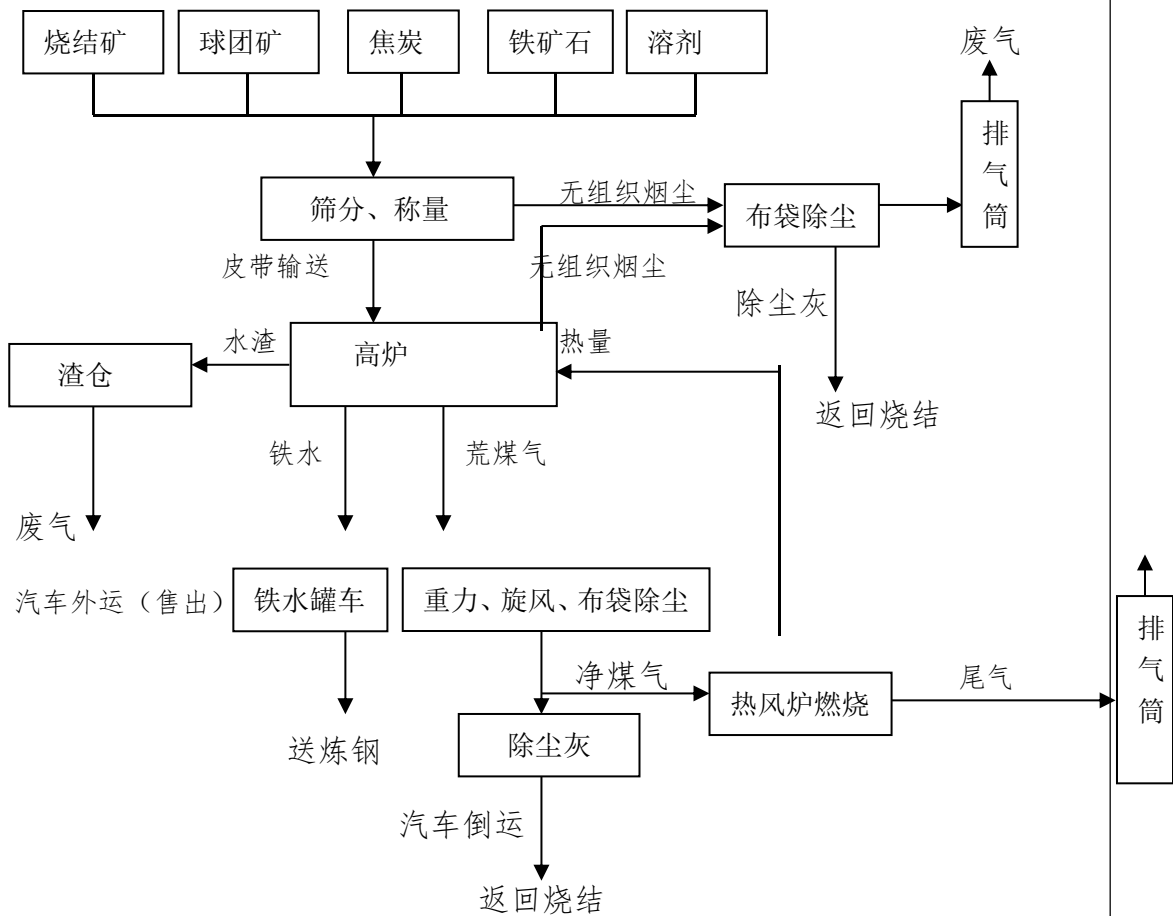 烧结矿
球团矿
焦炭
铁矿石
溶剂
废气
排气筒
筛分、称量
无组织烟尘
布袋除尘
皮带输送
无组织烟尘
除尘灰
水渣
高炉
热量
渣仓
返回烧结
铁水
荒煤气
废气
汽车外运（售出）
铁水罐车
重力、旋风、布袋除尘
排气筒
净煤气
热风炉燃烧
尾气
送炼钢
除尘灰
汽车倒运
返回烧结